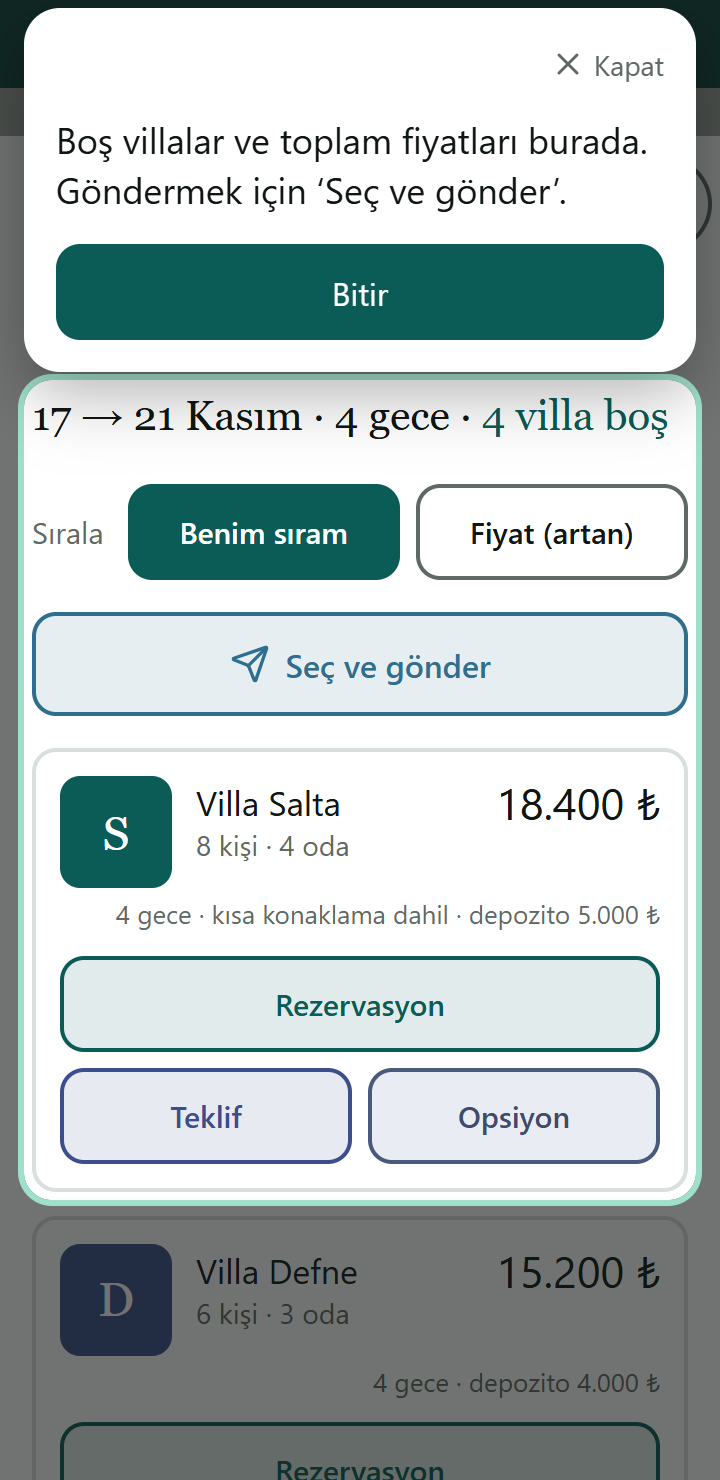 Kapat
Boş villalar ve toplam fiyatları burada.
Göndermek için ‘Seç ve gönder’.
Bitir
17 → 21 Kasım · 4 gece · 4 villa boş
Sırala
Benim sıram
Fiyat (artan)
Seç ve gönder
S
Villa Salta
18.400 ₺
8 kişi · 4 oda
4 gece · kısa konaklama dahil · depozito 5.000 ₺
Rezervasyon
Teklif
Opsiyon
D
Villa Defne
15.200 ₺
6 kişi · 3 oda
4 gece · depozito 4.000 ₺
Rezervasyon